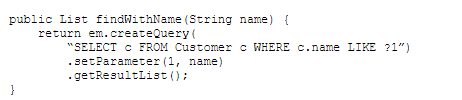 public List findWithName(String name) {
    return em.createQuery(
        “SELECT c FROM Customer c WHERE c.name LIKE ?1”)
        .setParameter(1, name)
        .getResultList();
}